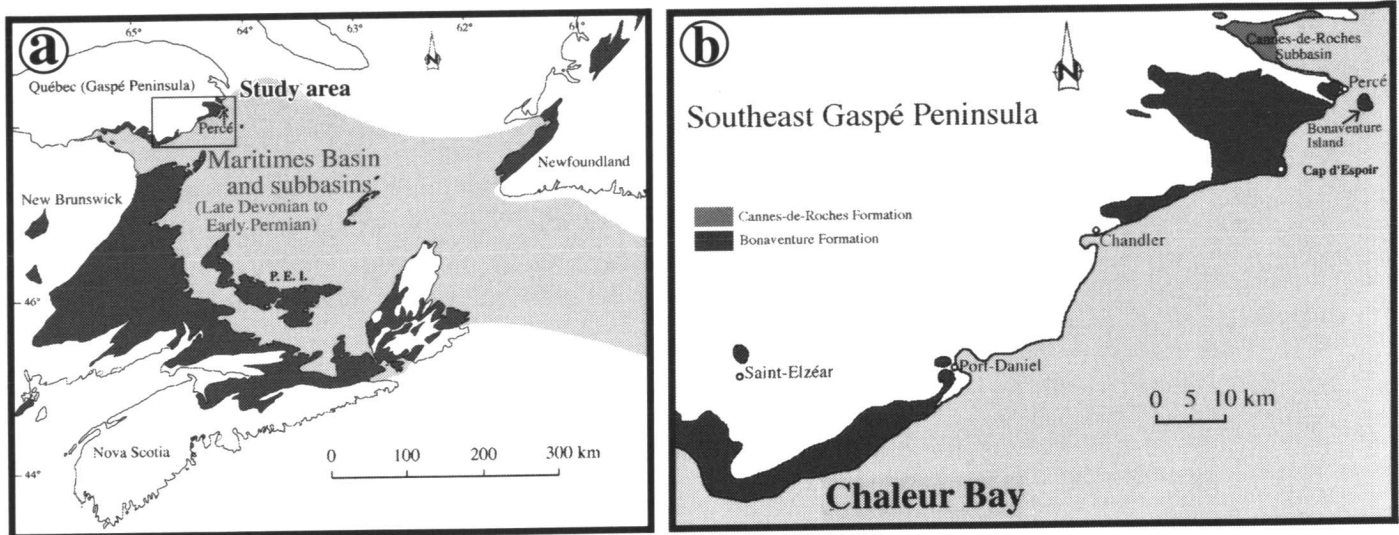 a
65°
64°
63°
62°
61°
N
Québec (Gaspé Peninsula)
Study area
Percé
Maritimes Basin
and subbasins
(Late Devonian to
Early Permian)
Newfoundland
New Brunswick
P. E. I.
46°
44°
Nova Scotia
0 100 200 300 km
b
N
Cannes-de-Roches
Subbasin
Percé
Southeast Gaspé Peninsula
Bonaventure
Island
Cap d'Espoir
Cannes-de-Roches Formation
Bonaventure Formation
Chandler
Saint-Elzéar
Port-Daniel
0 5 10 km
Chaleur Bay